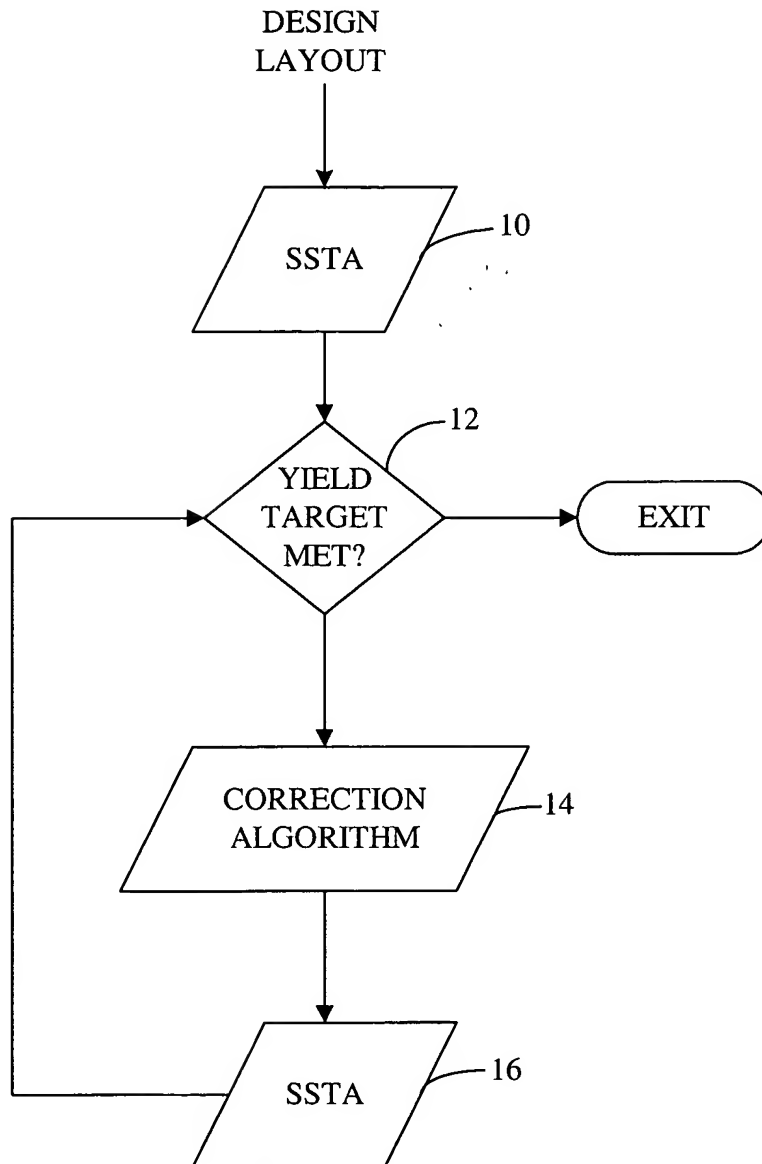 DESIGN
LAYOUT
SSTA
10
12
YIELD
TARGET
MET?
EXIT
CORRECTION
ALGORITHM
14
SSTA
16